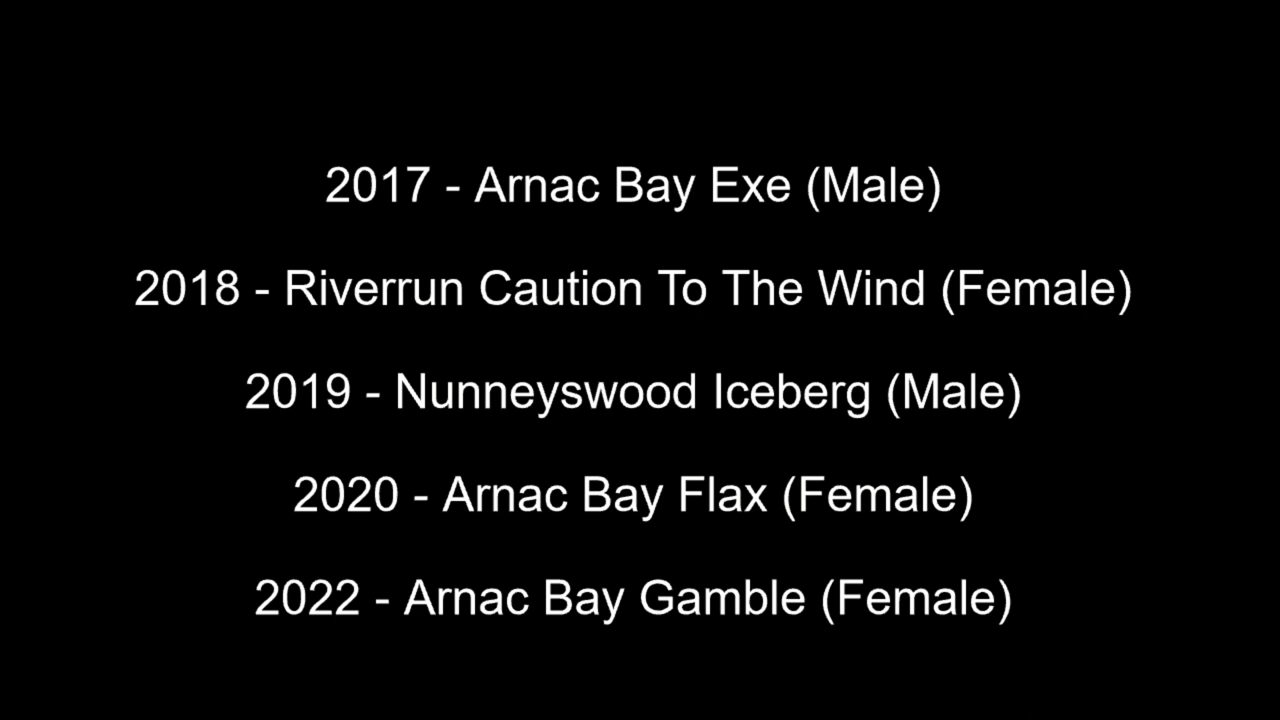 2017 - Arnac Bay Exe (Male)
2018 - Riverrun Caution To The Wind (Female)
2019 - Nunneyswood Iceberg (Male)
2020 - Arnac Bay Flax (Female)
2022 - Arnac Bay Gamble (Female)